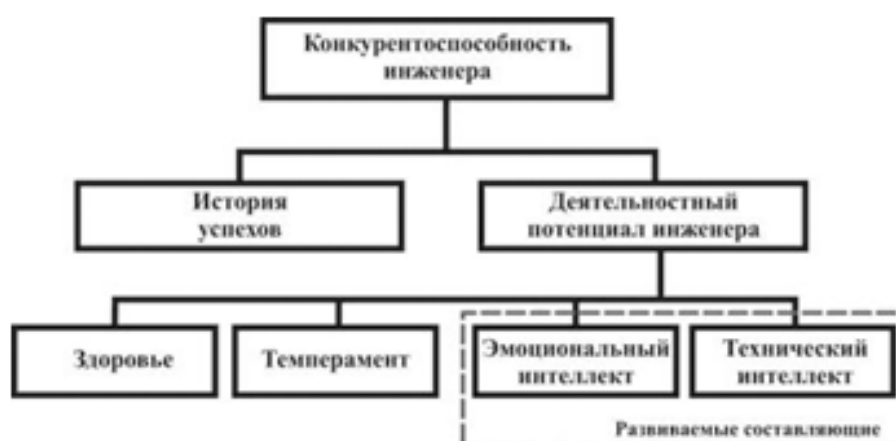 Конкурентоспособность
инженера
История
успехов
Деятельностный
потенциал инженера
Здоровье
Темперамент
Эмоциональный
интеллект
Технический
интеллект
Развиваемые составляющие